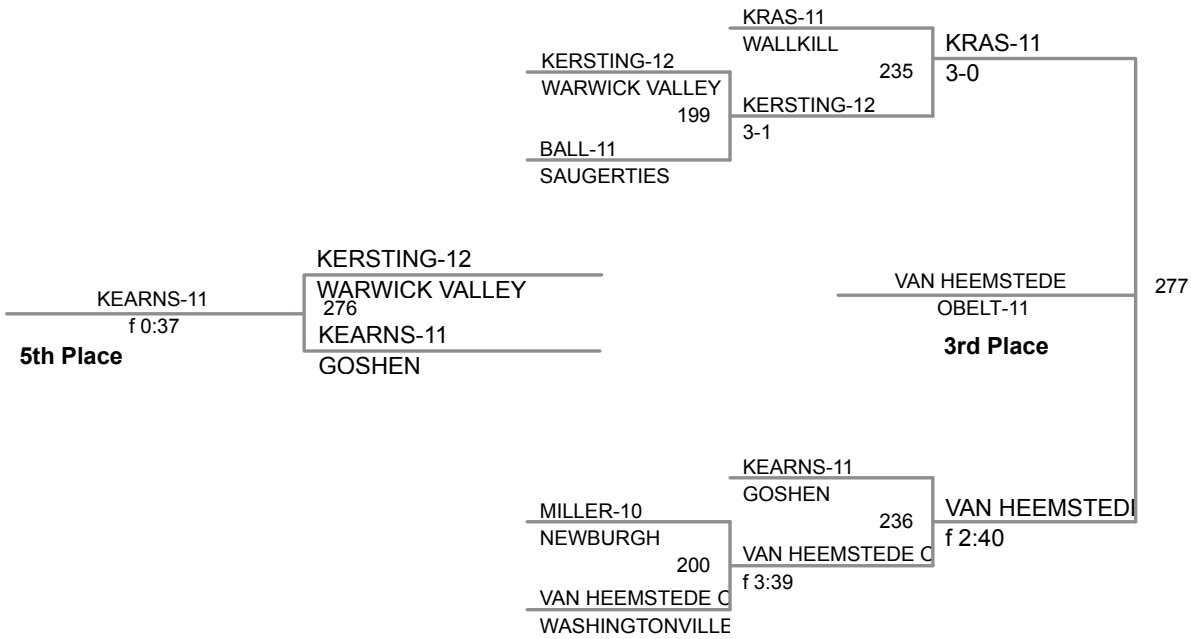 KRAS-11
WALLKILL
KRAS-11
3-0
235
KERSTING-12
WARWICK VALLEY
199
KERSTING-12
3-1
BALL-11
SAUGERTIES
KERSTING-12
WARWICK VALLEY
276
KEARNS-11
GOSHEN
KEARNS-11
f 0:37
5th Place
VAN HEEMSTEDE
OBELT-11
3rd Place
277
KEARNS-11
GOSHEN
236
VAN HEEMSTED
f 2:40
MILLER-10
NEWBURGH
200
VAN HEEMSTEDE O
f 3:39
VAN HEEMSTEDE O
WASHINGTONVILLE